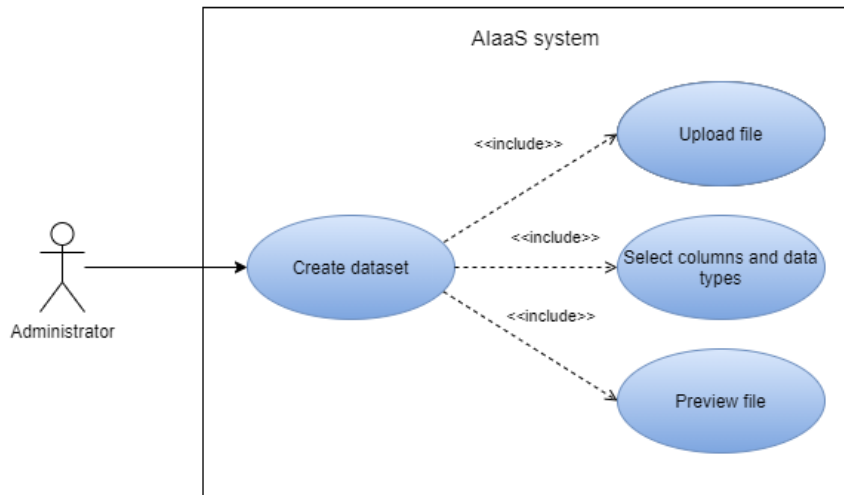 AIaaS system
<<include>>
Upload file
<<include>>
Create dataset
Select columns and data
types
<<include>>
Administrator
Preview file